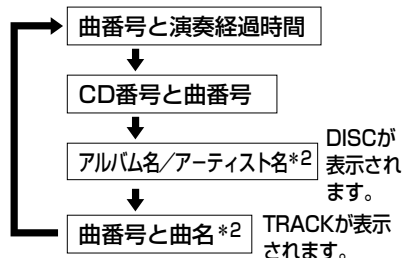 曲番号と演奏経過時間
CD番号と曲番号
アルバム名／アーティスト名*2
DISCが
表示され
ます。
曲番号と曲名*2
TRACKが表示
されます。